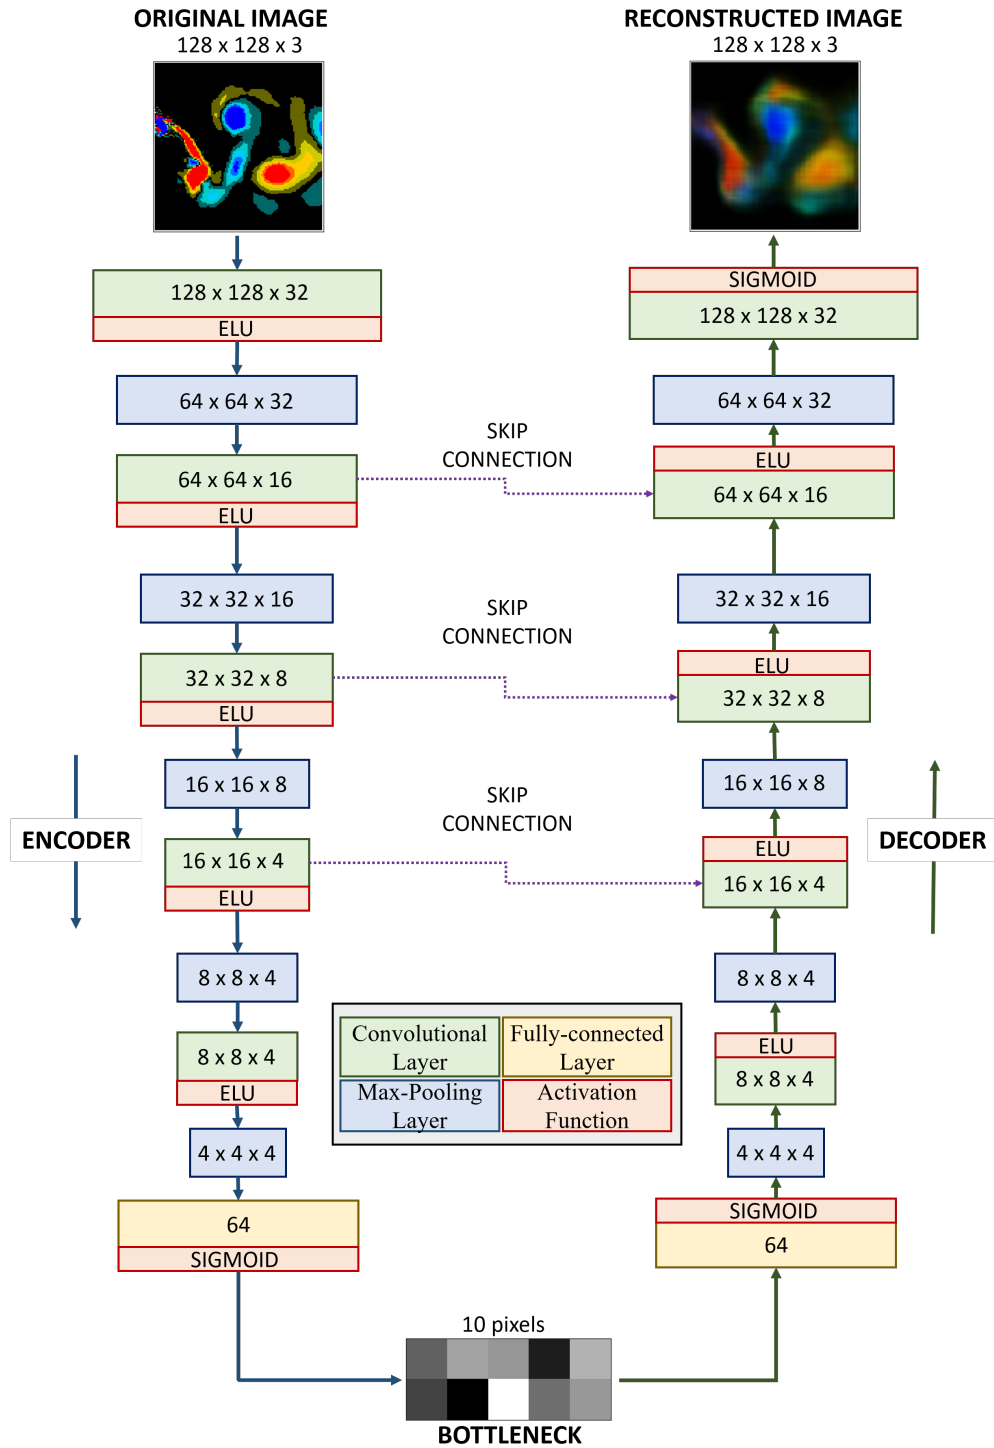 ORIGINAL IMAGE
128 x 128 x 3
128 x 128 x 32
ELU
64 x 64 x 32
64 x 64 x 16
ELU
32 x 32 x 16
32 x 32 x 8
ELU
16 x 16 x 8
16 x 16 x 4
ELU
8 x 8 x 4
8 x 8 x 4
ELU
4 x 4 x 4
64
SIGMOID
ENCODER
SKIP
CONNECTION
SKIP
CONNECTION
SKIP
CONNECTION
Convolutional
Layer
Fully-connected
Layer
Max-Pooling
Layer
Activation
Function
10 pixels
BOTTLENECK
RECONSTRUCTED IMAGE
128 x 128 x 3
SIGMOID
128 x 128 x 32
64 x 64 x 32
ELU
64 x 64 x 16
32 x 32 x 16
ELU
32 x 32 x 8
16 x 16 x 8
ELU
16 x 16 x 4
8 x 8 x 4
ELU
8 x 8 x 4
4 x 4 x 4
SIGMOID
64
DECODER